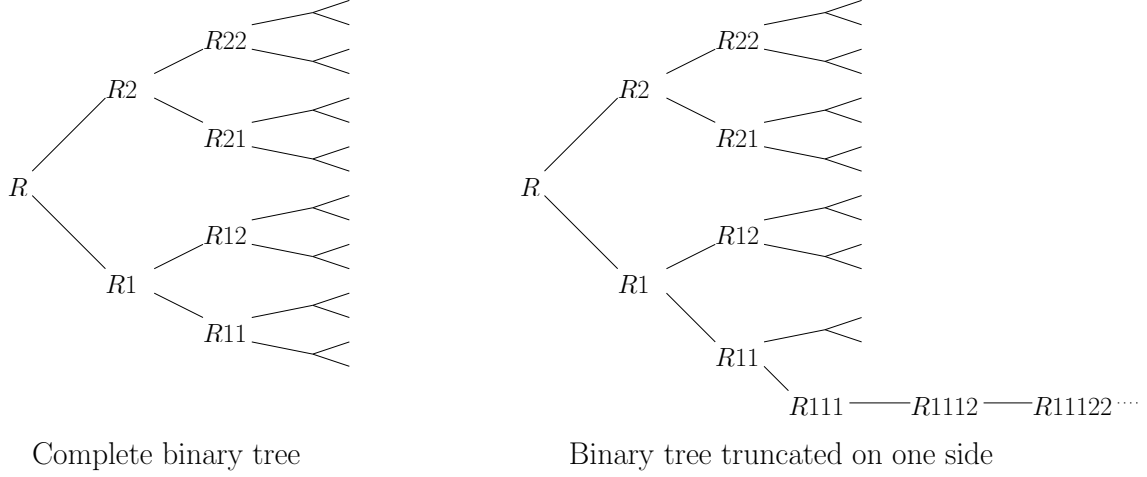 R22
R2
R21
R
R12
R1
R11
Complete binary tree
R22
R2
R21
R
R12
R1
R11
R111 R1112 R11122 ....
Binary tree truncated on one side